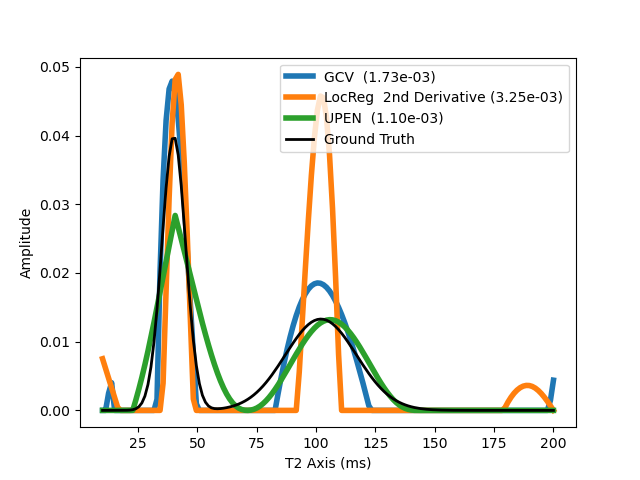 GCV (1.73e-03)
LocReg 2nd Derivative (3.25e-03)
UPEN (1.10e-03)
Ground Truth
0.05
0.04
0.03
0.02
0.01
0.00
Amplitude
25 50 75 100 125 150 175 200
T2 Axis (ms)